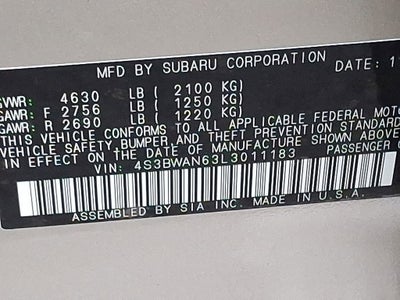 MFD BY SUBARU CORPORATION DATE: 11
GVWR: 4630 LB ( 2100 KG)
GAWR: F 2756 LB ( 1250 KG)
GAWR: R 2690 LB ( 1220 KG)
THIS VEHICLE CONFORMS TO ALL APPLICABLE FEDERAL MOTO
VEHICLE SAFETY, BUMPER, AND THEFT PREVENTION STANDARD
IN EFFECT ON THE DATE OF MANUFACTURE SHOWN ABOVE.
VIN: 4S3BWAN63L3011183 PASSENGER C
ASSEMBLED BY SIA INC. MADE IN U.S.A.